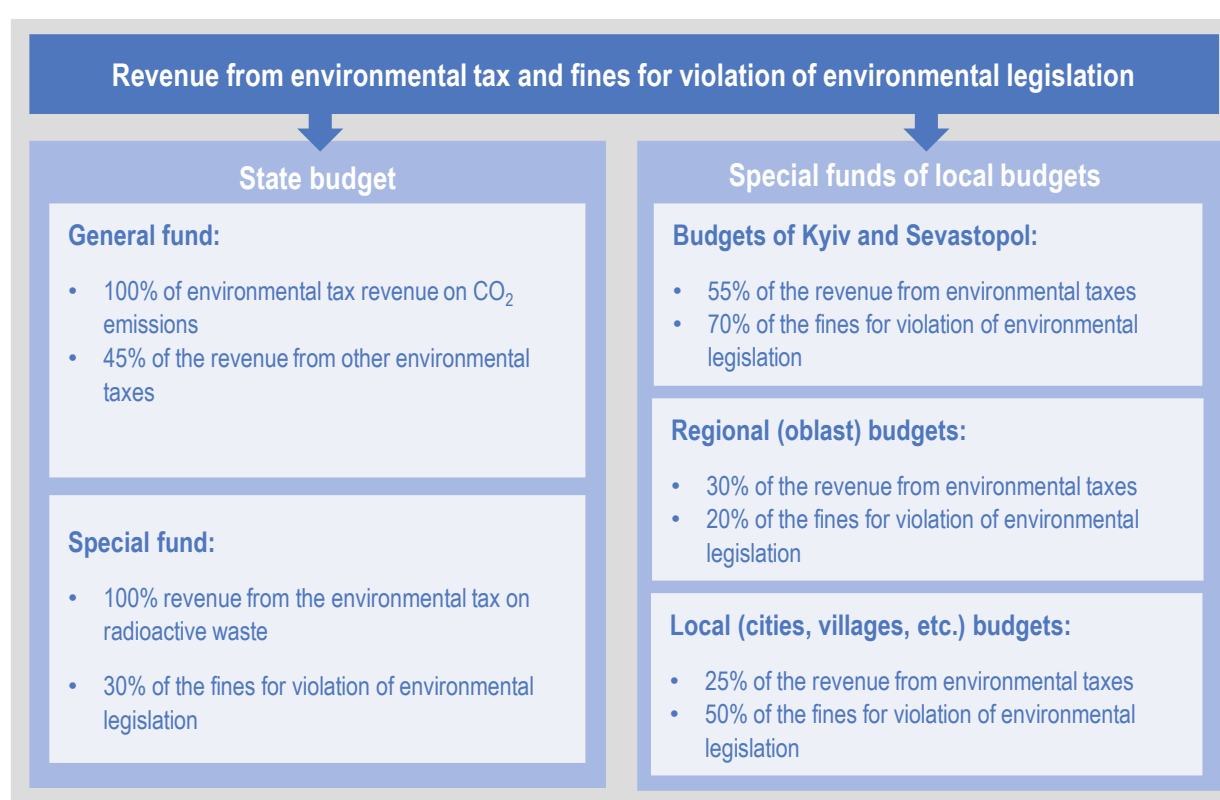 Revenue from environmental tax and fines for violation of environmental legislation
State budget
General fund:
• 100% of environmental tax revenue on CO₂
emissions
• 45% of the revenue from other environmental
taxes
Special fund:
• 100% revenue from the environmental tax on
radioactive waste
• 30% of the fines for violation of environmental
legislation
Special funds of local budgets
Budgets of Kyiv and Sevastopol:
• 55% of the revenue from environmental taxes
• 70% of the fines for violation of environmental
legislation
Regional (oblast) budgets:
• 30% of the revenue from environmental taxes
• 20% of the fines for violation of environmental
legislation
Local (cities, villages, etc.) budgets:
• 25% of the revenue from environmental taxes
• 50% of the fines for violation of environmental
legislation